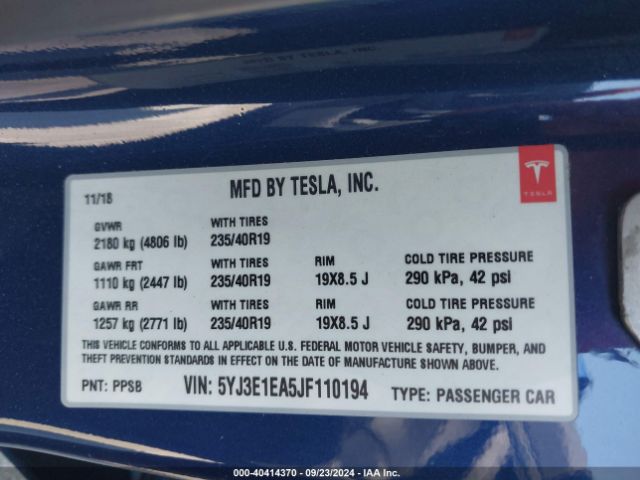 MFD BY TESLA, INC.
11/18
MFD BY TESLA, INC.
TESLA
GVWR WITH TIRES
2180 kg (4806 lb) 235/40R19
GAWR FRT WITH TIRES RIM COLD TIRE PRESSURE
1110 kg (2447 lb) 235/40R19 19X8.5 J 290 kPa, 42 psi
GAWR RR WITH TIRES RIM COLD TIRE PRESSURE
1257 kg (2771 lb) 235/40R19 19X8.5 J 290 kPa, 42 psi
THIS VEHICLE CONFORMS TO ALL APPLICABLE U.S. FEDERAL MOTOR VEHICLE SAFETY, BUMPER, AND
THEFT PREVENTION STANDARDS IN EFFECT ON THE DATE OF MANUFACTURE SHOWN ABOVE.
PNT: PPSB VIN: 5YJ3E1EA5JF110194 TYPE: PASSENGER CAR
000-40414370 - 09/23/2024 - IAA Inc.